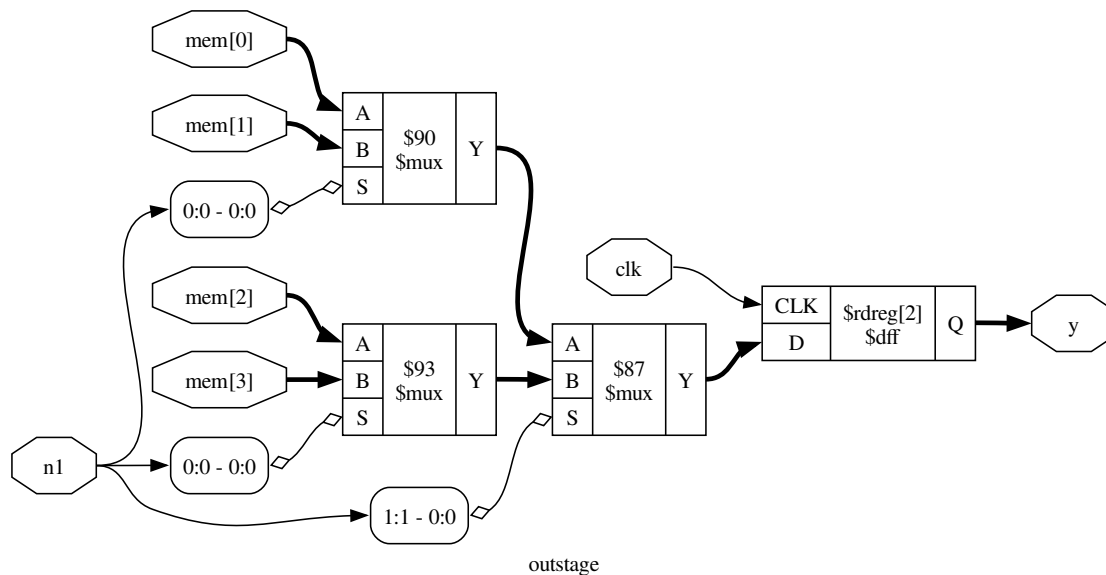 mem[0]
mem[1]
A
B
S
$90
$mux
Y
0:0 - 0:0
clk
mem[2]
mem[3]
A
B
S
$93
$mux
Y
A
B
S
$87
$mux
Y
CLK
D
$rdreg[2]
$dff
Q
y
n1
0:0 - 0:0
1:1 - 0:0
outstage